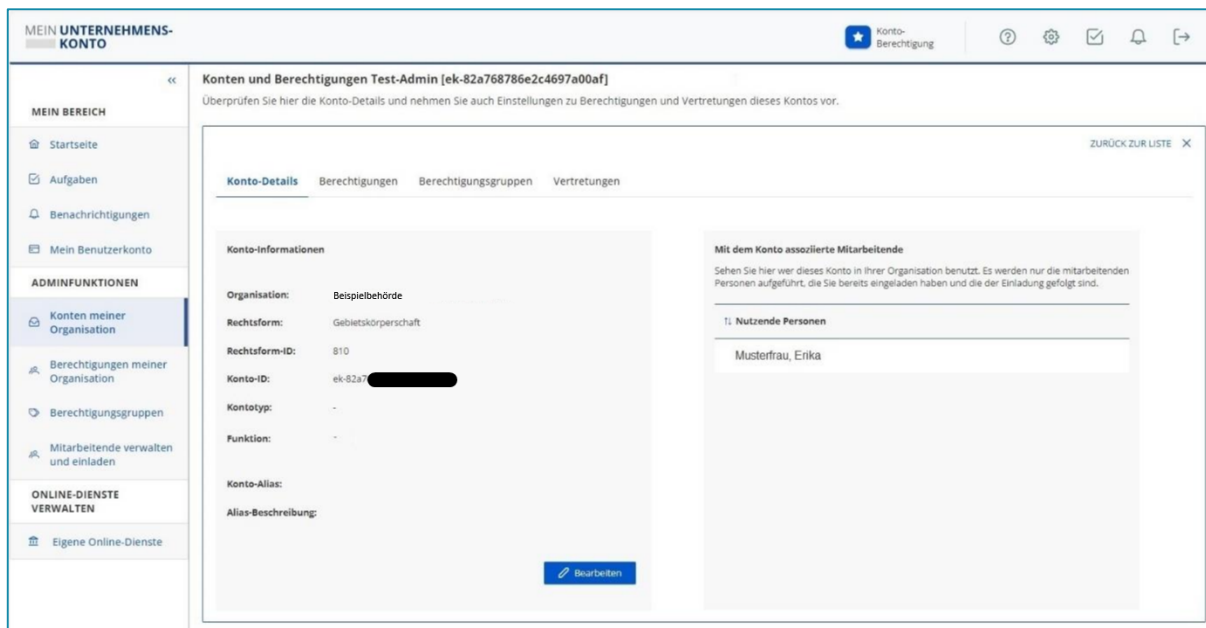 MEIN UNTERNEHMENS-
KONTO
Konto-
Berechtigung
MEIN BEREICH
Startseite
Aufgaben
Benachrichtigungen
Mein Benutzerkonto
ADMINFUNKTIONEN
Konten meiner
Organisation
Berechtigungen meiner
Organisation
Berechtigungsgruppen
Mitarbeitende verwalten
und einladen
ONLINE-DIENSTE
VERWALTEN
Eigene Online-Dienste
Konten und Berechtigungen Test-Admin [ek-82a768786e2c4697a00af]
Überprüfen Sie hier die Konto-Details und nehmen Sie auch Einstellungen zu Berechtigungen und Vertretungen dieses Kontos vor.
ZURÜCK ZUR LISTE
Konto-Details Berechtigungen Berechtigungsgruppen Vertretungen
Konto-Informationen
Organisation: Beispielbehörde
Rechtsform: Gebietskörperschaft
Rechtsform-ID: 810
Konto-ID: ek-82a7
Kontotyp: -
Funktion: -
Konto-Alias:
Alias-Beschreibung:
Bearbeiten
Mit dem Konto assoziierte Mitarbeitende
Sehen Sie hier wer dieses Konto in Ihrer Organisation benutzt. Es werden nur die mitarbeitenden
Personen aufgeführt, die Sie bereits eingeladen haben und die der Einladung gefolgt sind.
Nutzende Personen
Musterfrau, Erika